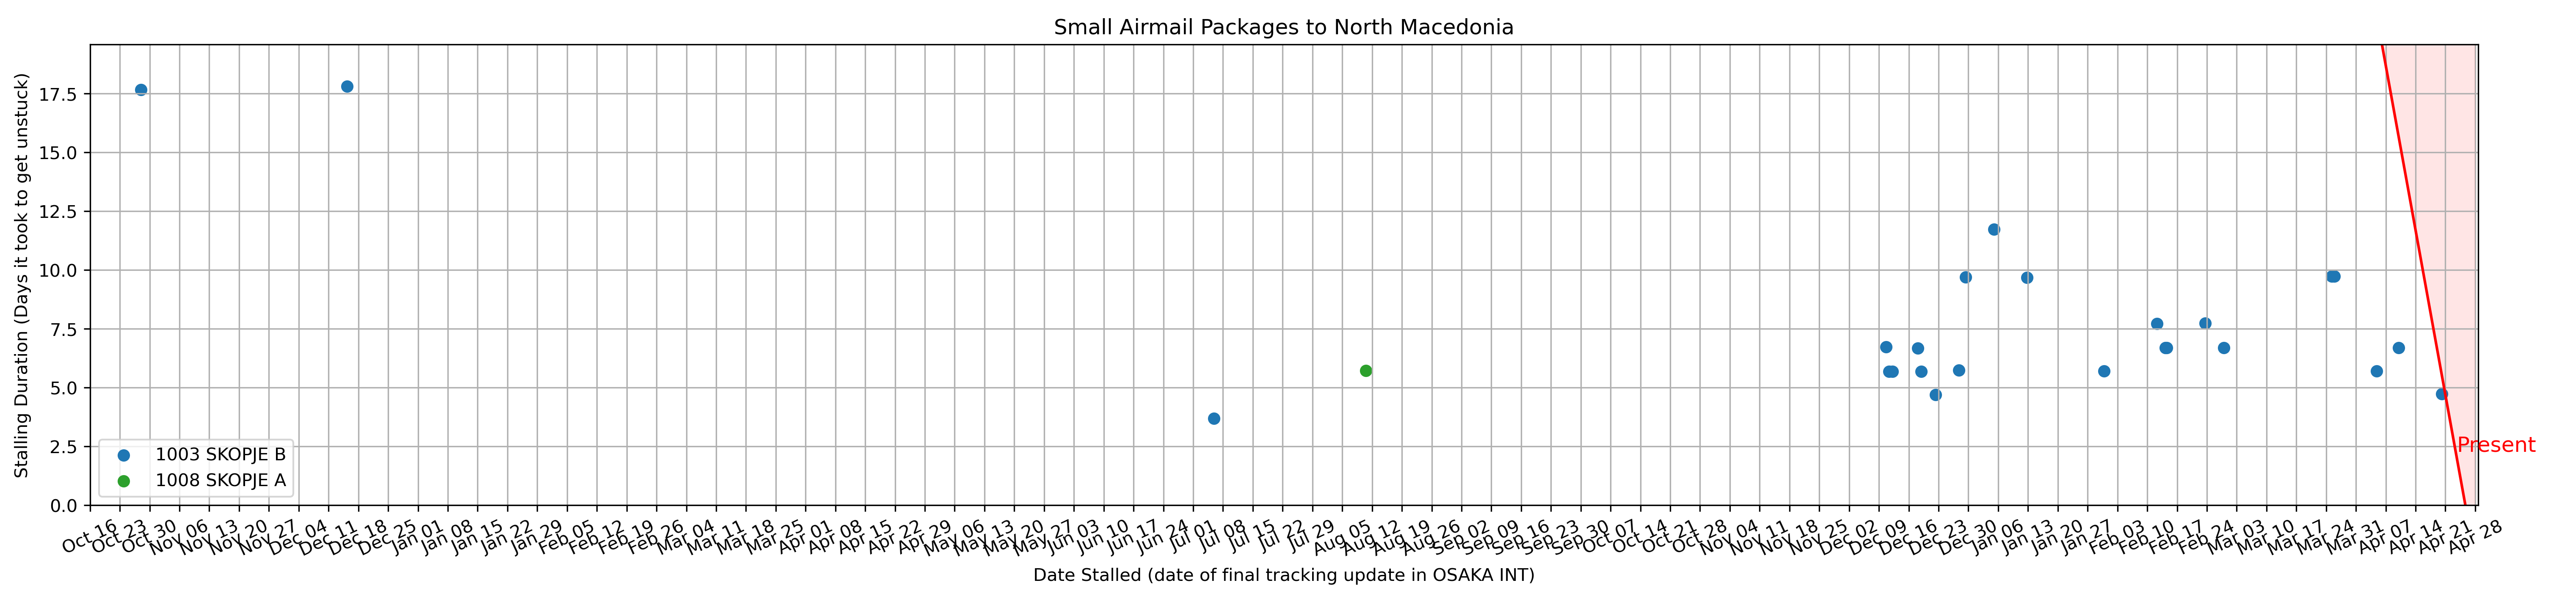 Small Airmail Packages to North Macedonia
Stalling Duration (Days it took to get unstuck)
17.5
15.0
12.5
10.0
7.5
5.0
2.5
0.0
1003 SKOPJE B
1008 SKOPJE A
Present
Oct 16
Oct 23
Oct 30
Nov 06
Nov 13
Nov 20
Nov 27
Dec 04
Dec 11
Dec 18
Dec 25
Jan 01
Jan 08
Jan 15
Jan 22
Jan 29
Feb 05
Feb 12
Feb 19
Feb 26
Mar 04
Mar 11
Mar 18
Mar 25
Apr 01
Apr 08
Apr 15
Apr 22
Apr 29
May 06
May 13
May 20
May 27
Jun 03
Jun 10
Jun 17
Jun 24
Jul 01
Jul 08
Jul 15
Jul 22
Jul 29
Aug 05
Aug 12
Aug 19
Aug 26
Sep 02
Sep 09
Sep 16
Sep 23
Sep 30
Oct 07
Oct 14
Oct 21
Oct 28
Nov 04
Nov 11
Nov 18
Nov 25
Dec 02
Dec 09
Dec 16
Dec 23
Dec 30
Jan 06
Jan 13
Jan 20
Jan 27
Feb 03
Feb 10
Feb 17
Feb 24
Mar 03
Mar 10
Mar 17
Mar 24
Mar 31
Apr 07
Apr 14
Apr 21
Apr 28
Date Stalled (date of final tracking update in OSAKA INT)